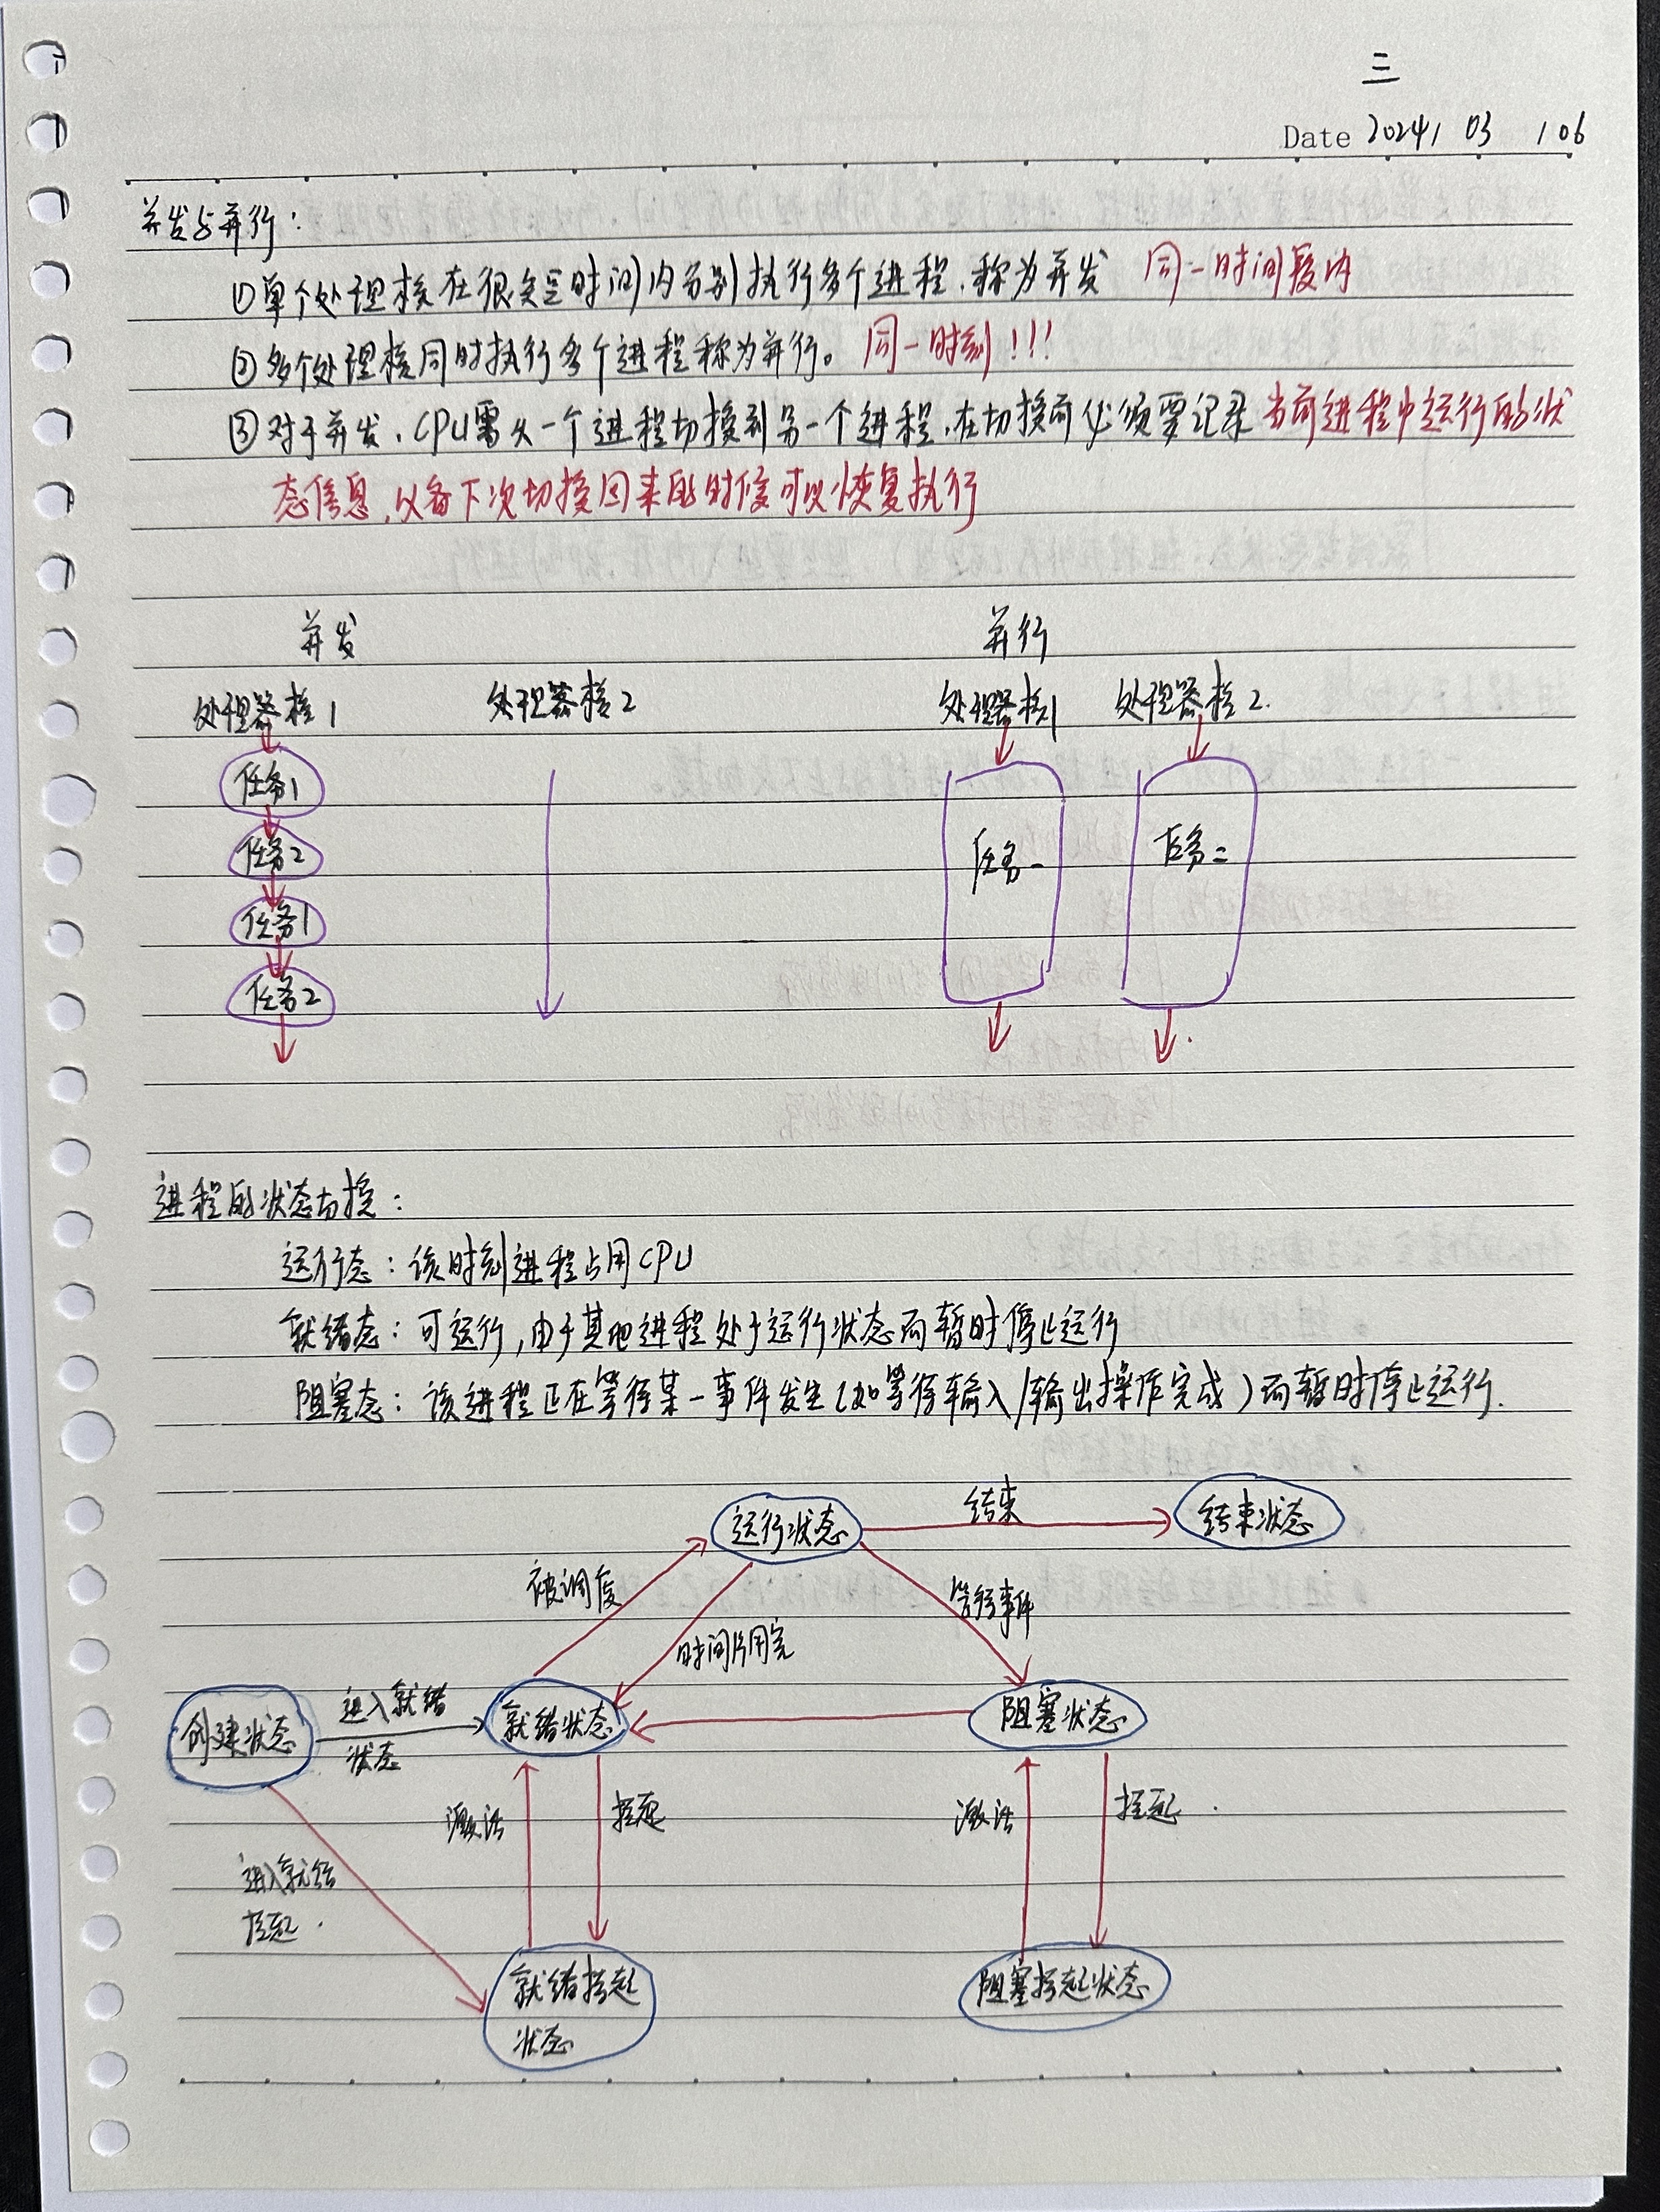 三
Date 2024 / 03 / 06
并发与并行：
①单个处理核在很短时间内分别执行多个进程，称为并发 同一时间段内
②多个处理核同时执行多个进程称为并行。同一时刻！！！
③对于并发，CPU需从一个进程切换到另一个进程，在切换前必须要记录当前进程中运行的状
态信息，以备下次切换回来的时候可以恢复执行
并发 并行
处理器核1 处理器核2 处理器核1 处理器核2.
任务1
任务2 任务一 任务二
任务1
任务2
进程的状态切换：
运行态：该时刻进程占用CPU
就绪态：可运行，由于其他进程处于运行状态而暂时停止运行
阻塞态：该进程正在等待某一事件发生（如等待输入/输出操作完成）而暂时停止运行.
运行状态 结束 结束状态
被调度 等待事件
时间片用完
创建状态 进入就绪 就绪状态 阻塞状态
状态
激活 挂起 激活 挂起
进入就绪
挂起
就绪挂起 阻塞挂起状态
状态